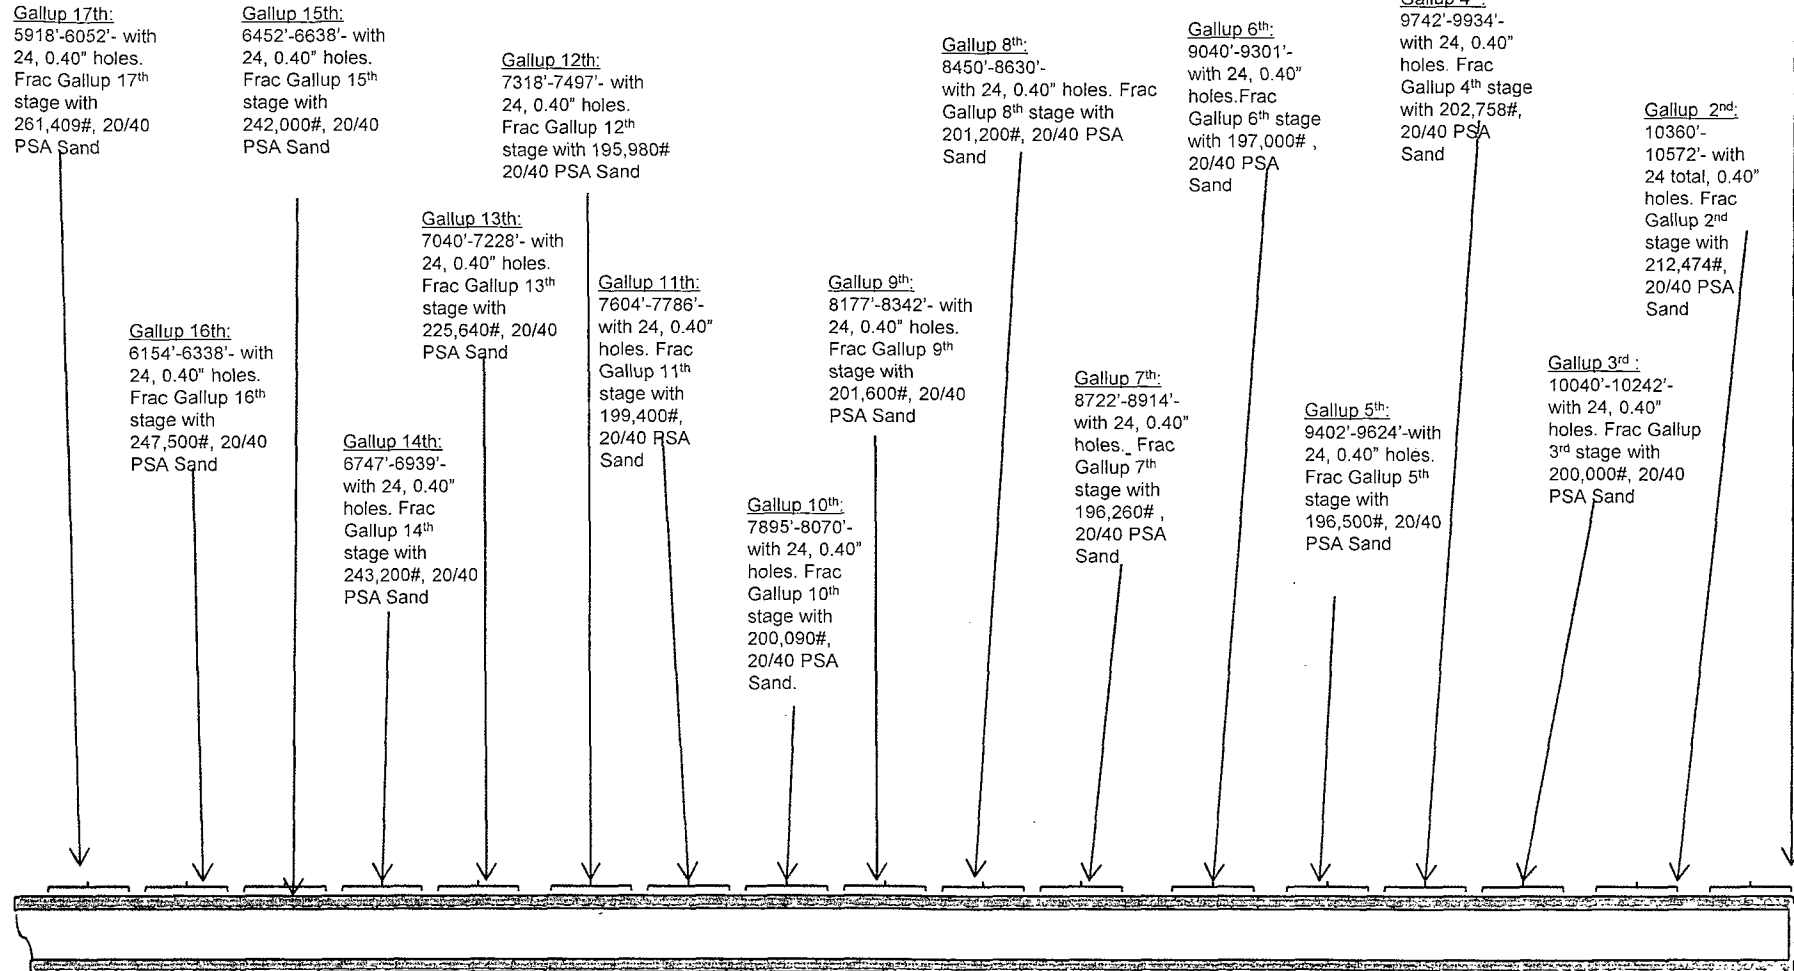 Gallup 17th:
5918'-6052'- with
24, 0.40" holes.
Frac Gallup 17th
stage with
261,409#, 20/40
PSA Sand
Gallup 15th:
6452'-6638'- with
24, 0.40" holes.
Frac Gallup 15th
stage with
242,000#, 20/40
PSA Sand
Gallup 12th:
7318'-7497'- with
24, 0.40" holes.
Frac Gallup 12th
stage with 195,980#
20/40 PSA Sand
Gallup 8th:
8450'-8630'-
with 24, 0.40" holes. Frac
Gallup 8th stage with
201,200#, 20/40 PSA
Sand
Gallup 6th:
9040'-9301'-
with 24, 0.40"
holes.Frac
Gallup 6th stage
with 197,000# ,
20/40 PSA
Sand
Gallup 4th:
9742'-9934'-
with 24, 0.40"
holes. Frac
Gallup 4th stage
with 202,758#,
20/40 PSA
Sand
Gallup 2nd:
10360'-
10572'- with
24 total, 0.40"
holes. Frac
Gallup 2nd
stage with
212,474#,
20/40 PSA
Sand
Gallup 16th:
6154'-6338'- with
24, 0.40" holes.
Frac Gallup 16th
stage with
247,500#, 20/40
PSA Sand
Gallup 14th:
6747'-6939'-
with 24, 0.40"
holes. Frac
Gallup 14th
stage with
243,200#, 20/40
PSA Sand
Gallup 13th:
7040'-7228'- with
24, 0.40" holes.
Frac Gallup 13th
stage with
225,640#, 20/40
PSA Sand
Gallup 11th:
7604'-7786'-
with 24, 0.40"
holes. Frac
Gallup 11th
stage with
199,400#,
20/40 PSA
Sand
Gallup 10th:
7895'-8070'-
with 24, 0.40"
holes. Frac
Gallup 10th
stage with
200,090#,
20/40 PSA
Sand.
Gallup 9th:
8177'-8342'- with
24, 0.40" holes.
Frac Gallup 9th
stage with
201,600#, 20/40
PSA Sand
Gallup 7th:
8722'-8914'-
with 24, 0.40"
holes. Frac
Gallup 7th
stage with
196,260# ,
20/40 PSA
Sand
Gallup 5th:
9402'-9624'-with
24, 0.40" holes.
Frac Gallup 5th
stage with
196,500#, 20/40
PSA Sand
Gallup 3rd :
10040'-10242'-
with 24, 0.40"
holes. Frac Gallup
3rd stage with
200,000#, 20/40
PSA Sand